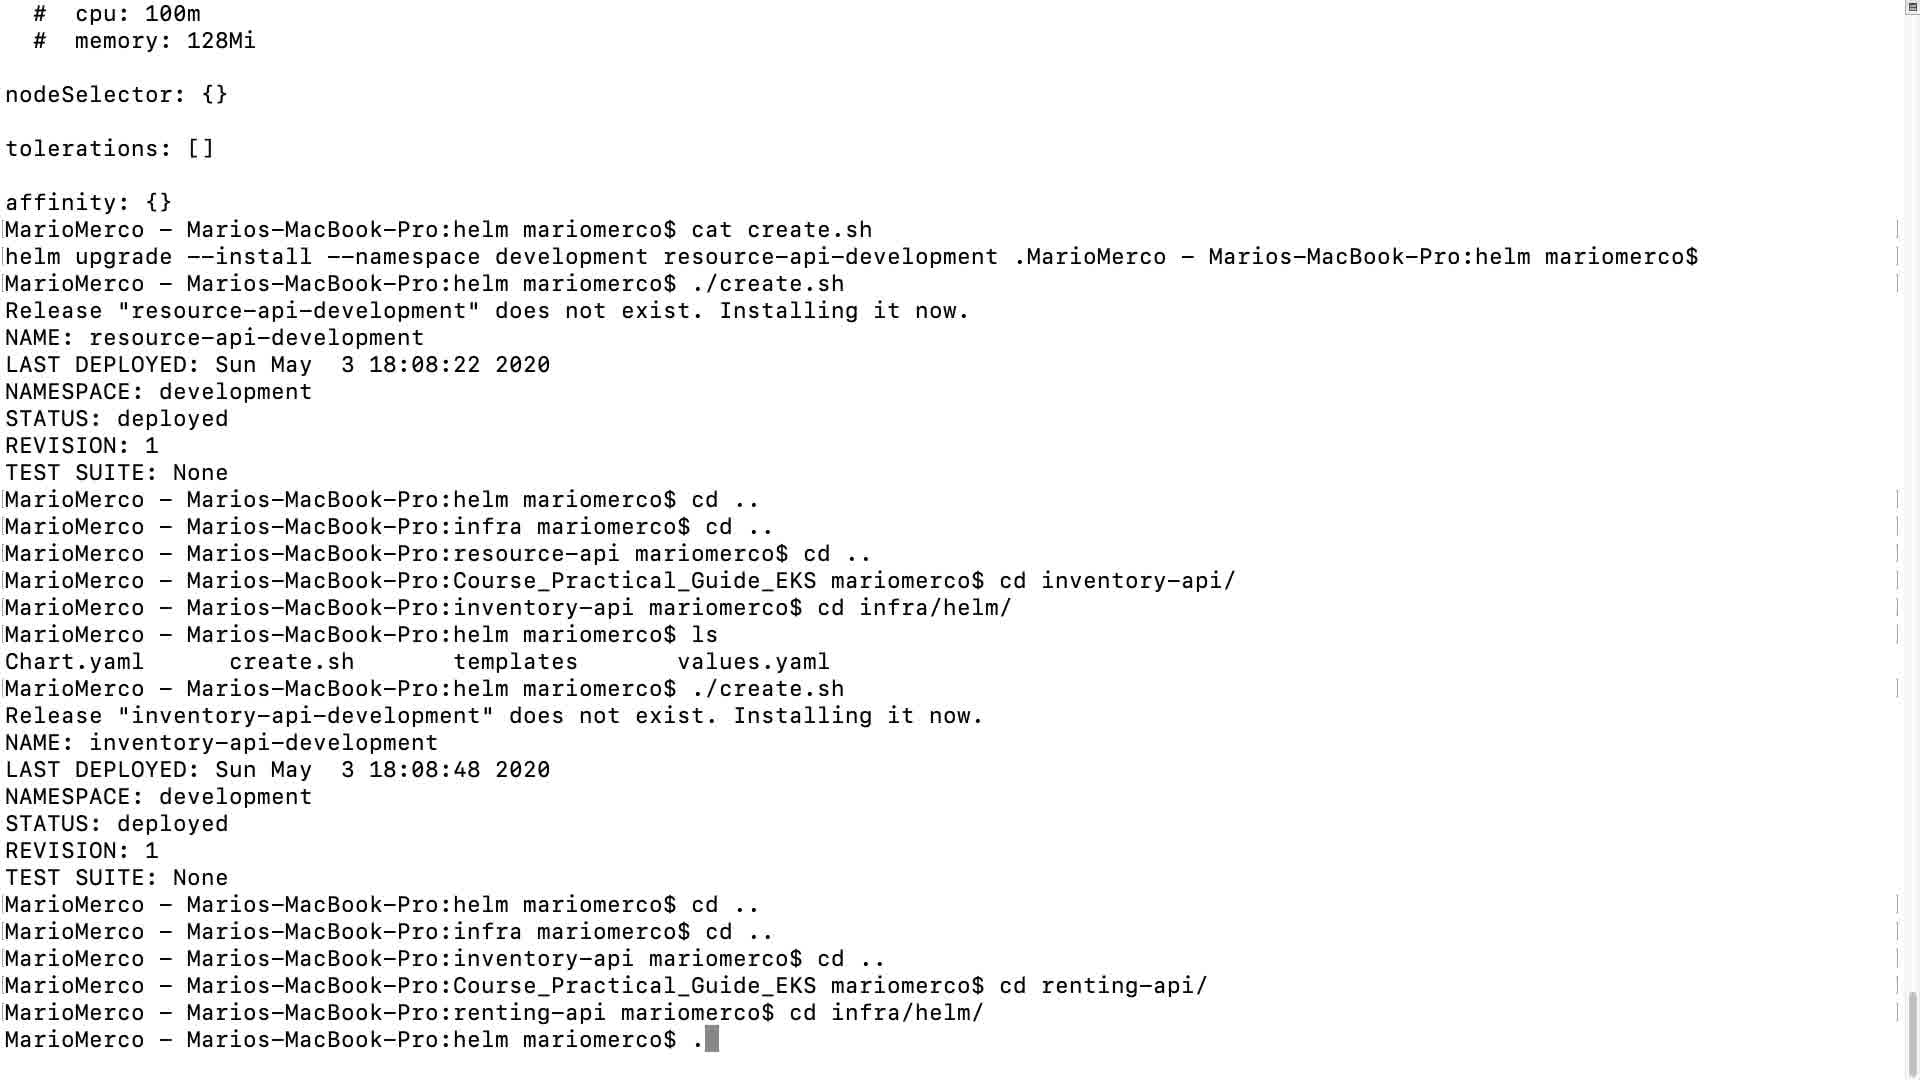 #  cpu: 100m
#  memory: 128Mi
nodeSelector: {}
tolerations: []
affinity: {}
MarioMerco - Marios-MacBook-Pro:helm mariomerco$ cat create.sh
helm upgrade --install --namespace development resource-api-development .MarioMerco - Marios-MacBook-Pro:helm mariomerco$
MarioMerco - Marios-MacBook-Pro:helm mariomerco$ ./create.sh
Release "resource-api-development" does not exist. Installing it now.
NAME: resource-api-development
LAST DEPLOYED: Sun May  3 18:08:22 2020
NAMESPACE: development
STATUS: deployed
REVISION: 1
TEST SUITE: None
MarioMerco - Marios-MacBook-Pro:helm mariomerco$ cd ..
MarioMerco - Marios-MacBook-Pro:infra mariomerco$ cd ..
MarioMerco - Marios-MacBook-Pro:resource-api mariomerco$ cd ..
MarioMerco - Marios-MacBook-Pro:Course_Practical_Guide_EKS mariomerco$ cd inventory-api/
MarioMerco - Marios-MacBook-Pro:inventory-api mariomerco$ cd infra/helm/
MarioMerco - Marios-MacBook-Pro:helm mariomerco$ ls
Chart.yaml      create.sh       templates       values.yaml
MarioMerco - Marios-MacBook-Pro:helm mariomerco$ ./create.sh
Release "inventory-api-development" does not exist. Installing it now.
NAME: inventory-api-development
LAST DEPLOYED: Sun May  3 18:08:48 2020
NAMESPACE: development
STATUS: deployed
REVISION: 1
TEST SUITE: None
MarioMerco - Marios-MacBook-Pro:helm mariomerco$ cd ..
MarioMerco - Marios-MacBook-Pro:infra mariomerco$ cd ..
MarioMerco - Marios-MacBook-Pro:inventory-api mariomerco$ cd ..
MarioMerco - Marios-MacBook-Pro:Course_Practical_Guide_EKS mariomerco$ cd renting-api/
MarioMerco - Marios-MacBook-Pro:renting-api mariomerco$ cd infra/helm/
MarioMerco - Marios-MacBook-Pro:helm mariomerco$ .